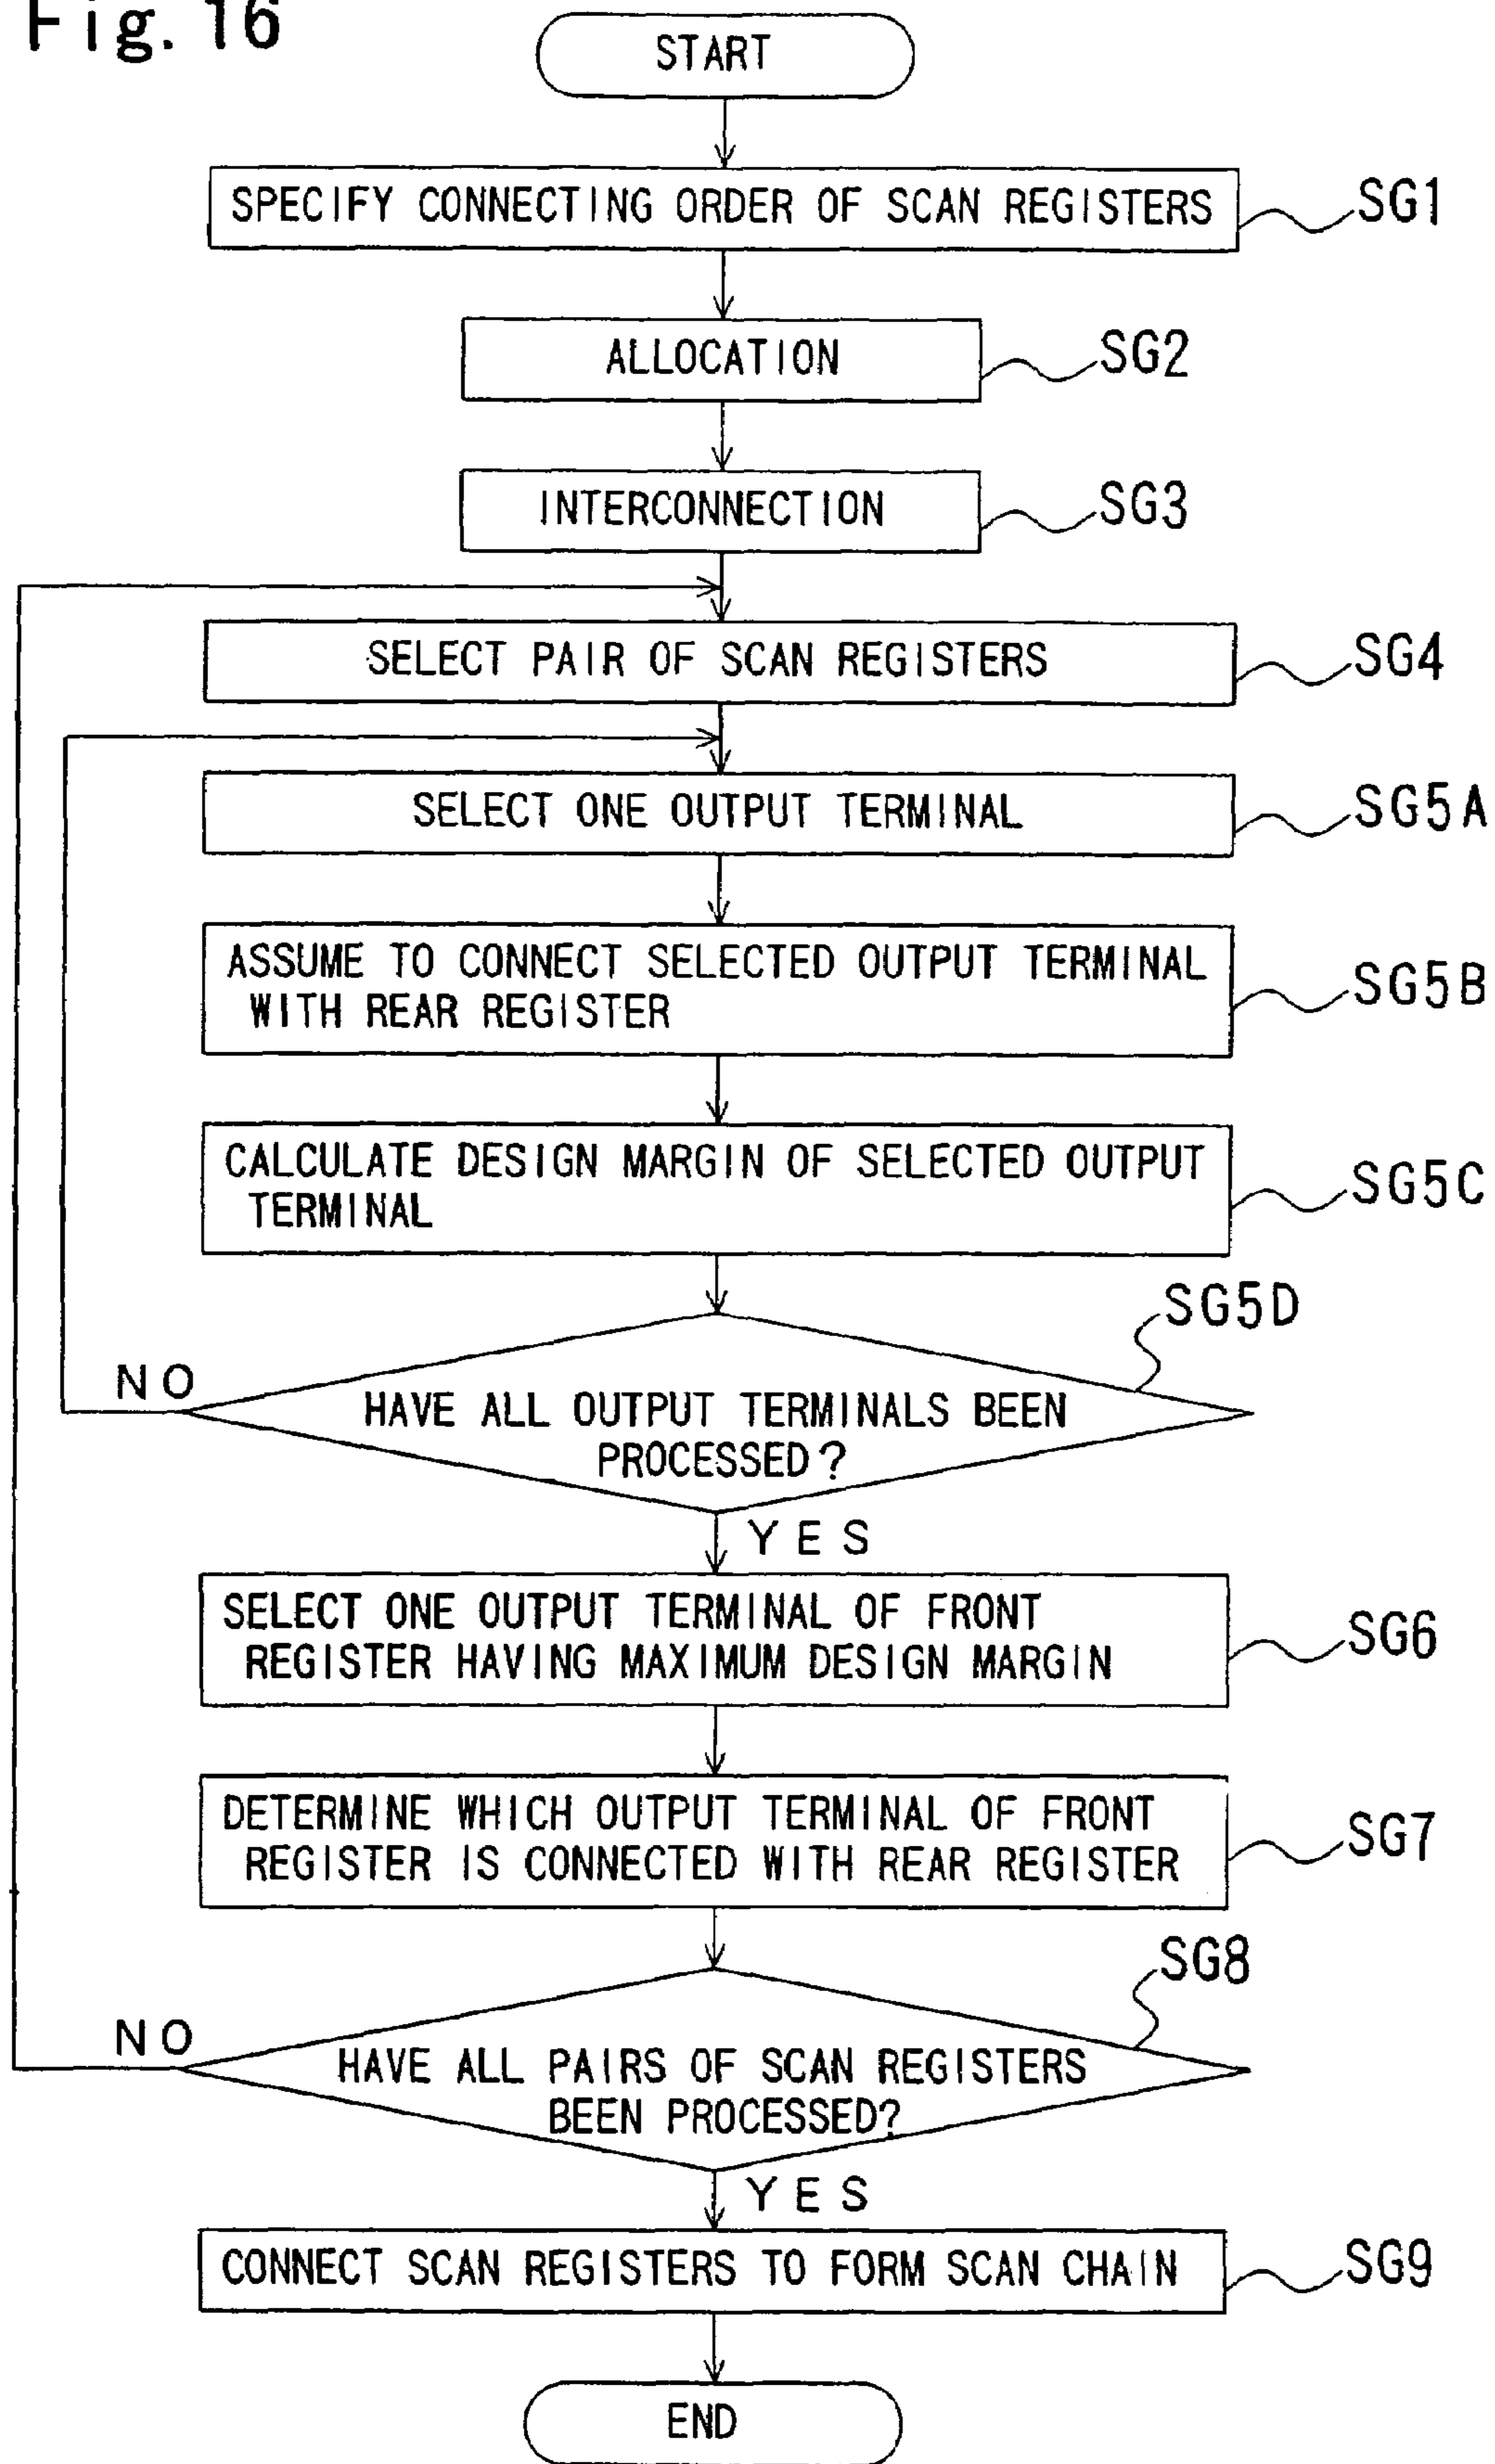 Fig. 16
START
SPECIFY CONNECTING ORDER OF SCAN REGISTERS
SG1
ALLOCATION
SG2
INTERCONNECTION
SG3
SELECT PAIR OF SCAN REGISTERS
SG4
SELECT ONE OUTPUT TERMINAL
SG5A
ASSUME TO CONNECT SELECTED OUTPUT TERMINAL
WITH REAR REGISTER
SG5B
CALCULATE DESIGN MARGIN OF SELECTED OUTPUT
TERMINAL
SG5C
SG5D
NO
HAVE ALL OUTPUT TERMINALS BEEN
PROCESSED?
YES
SELECT ONE OUTPUT TERMINAL OF FRONT
REGISTER HAVING MAXIMUM DESIGN MARGIN
SG6
DETERMINE WHICH OUTPUT TERMINAL OF FRONT
REGISTER IS CONNECTED WITH REAR REGISTER
SG7
SG8
NO
HAVE ALL PAIRS OF SCAN REGISTERS
BEEN PROCESSED?
YES
CONNECT SCAN REGISTERS TO FORM SCAN CHAIN
SG9
END